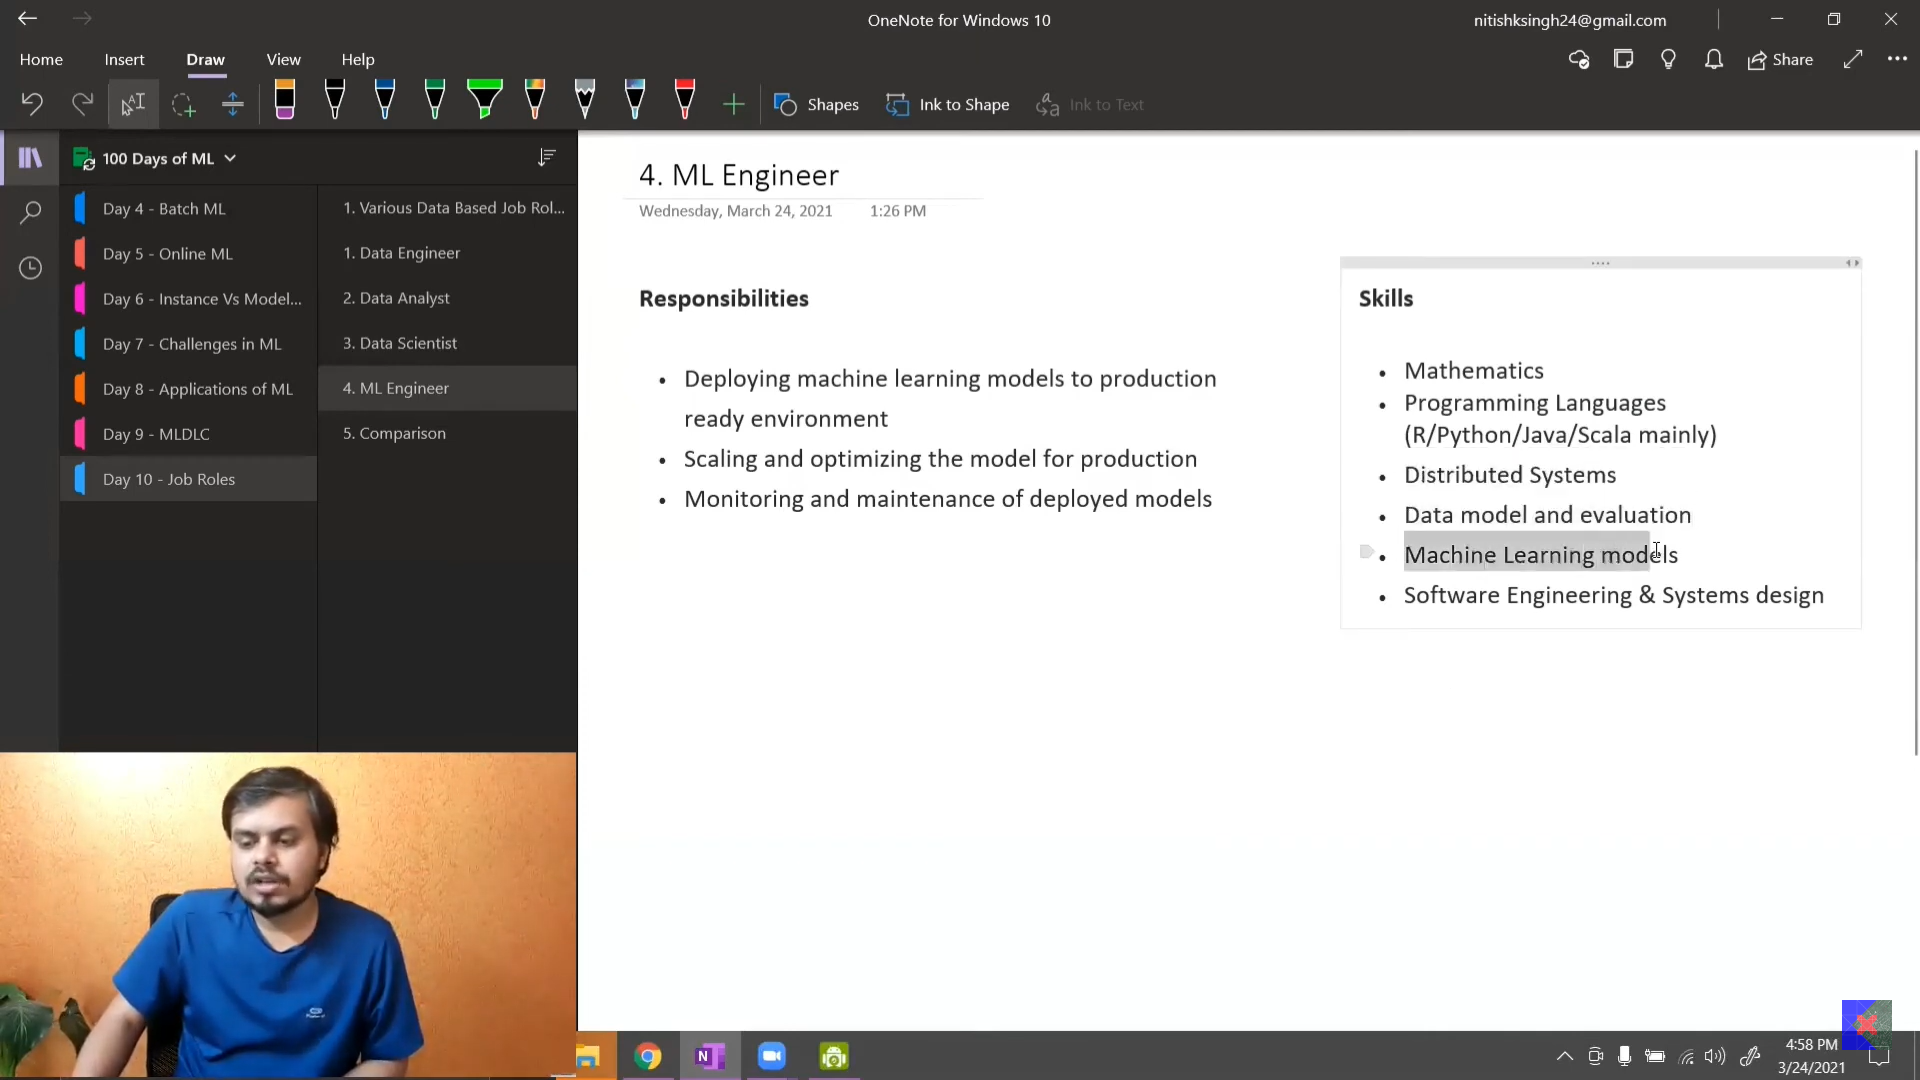 OneNote for Windows 10
nitishksingh24@gmail.com
Home
Insert
Draw
View
Help
Share
Shapes
Ink to Shape
Ink to Text
100 Days of ML
Day 4 - Batch ML
Day 5 - Online ML
Day 6 - Instance Vs Model...
Day 7 - Challenges in ML
Day 8 - Applications of ML
Day 9 - MLDLC
Day 10 - Job Roles
1. Various Data Based Job Rol...
1. Data Engineer
2. Data Analyst
3. Data Scientist
4. ML Engineer
5. Comparison
4. ML Engineer
Wednesday, March 24, 2021 1:26 PM
Responsibilities
• Deploying machine learning models to production
ready environment
• Scaling and optimizing the model for production
• Monitoring and maintenance of deployed models
Skills
• Mathematics
• Programming Languages
(R/Python/Java/Scala mainly)
• Distributed Systems
• Data model and evaluation
• Machine Learning models
• Software Engineering & Systems design
4:58 PM
3/24/2021